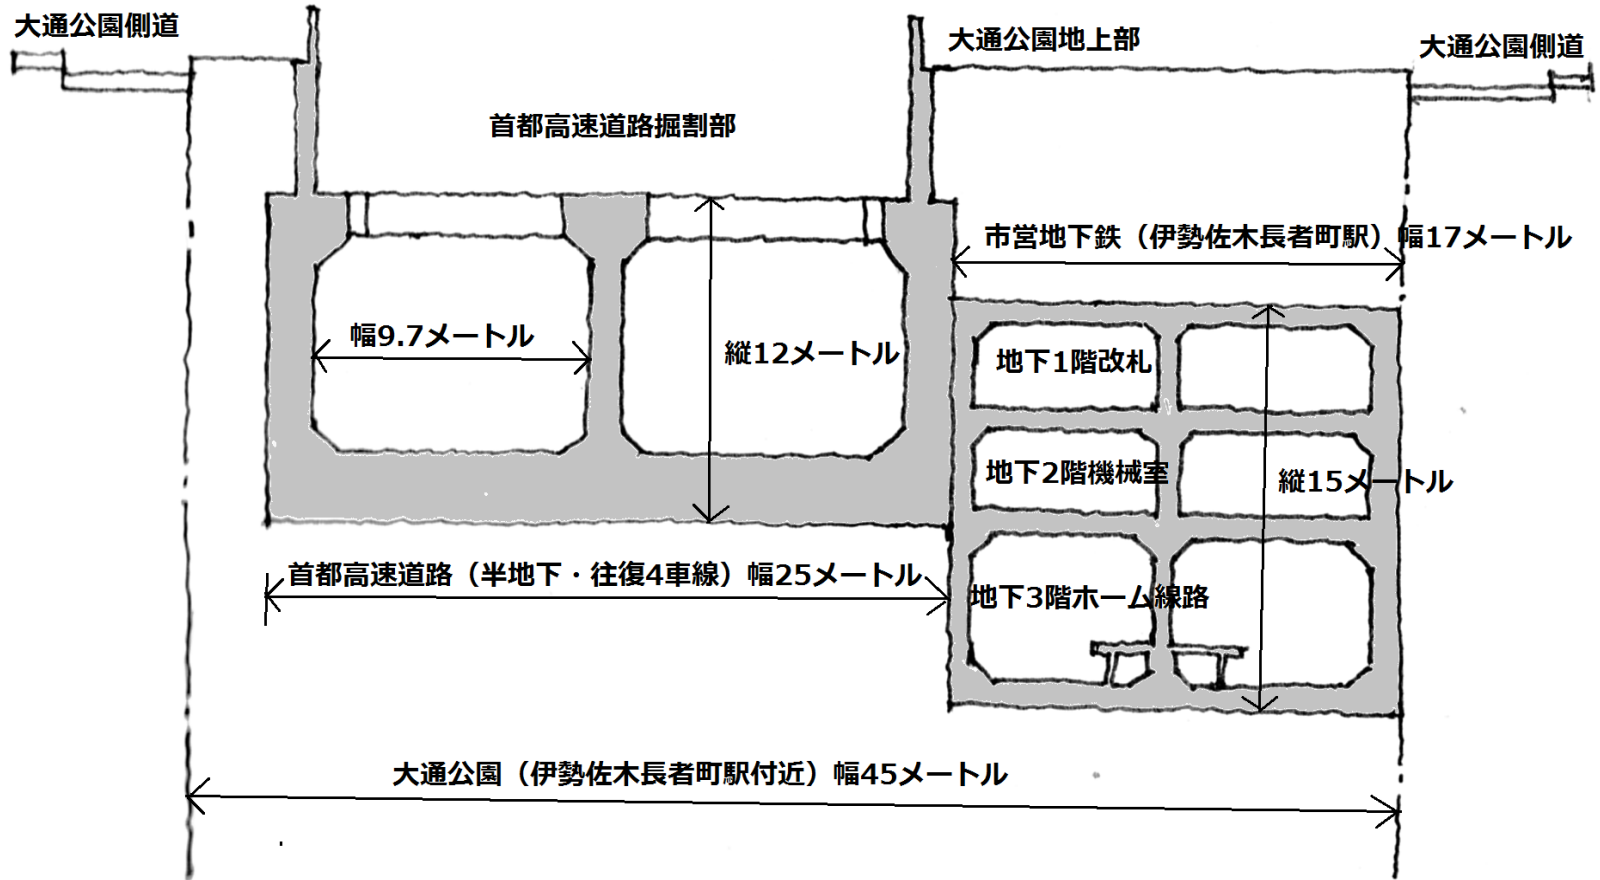 大通公園側道
大通公園地上部
大通公園側道
首都高速道路掘割部
市営地下鉄（伊勢佐木長者町駅）幅17メートル
幅9.7メートル
縦12メートル
地下1階改札
地下2階機械室
縦15メートル
首都高速道路（半地下・往復4車線）幅25メートル
地下3階ホーム線路
大通公園（伊勢佐木長者町駅付近）幅45メートル